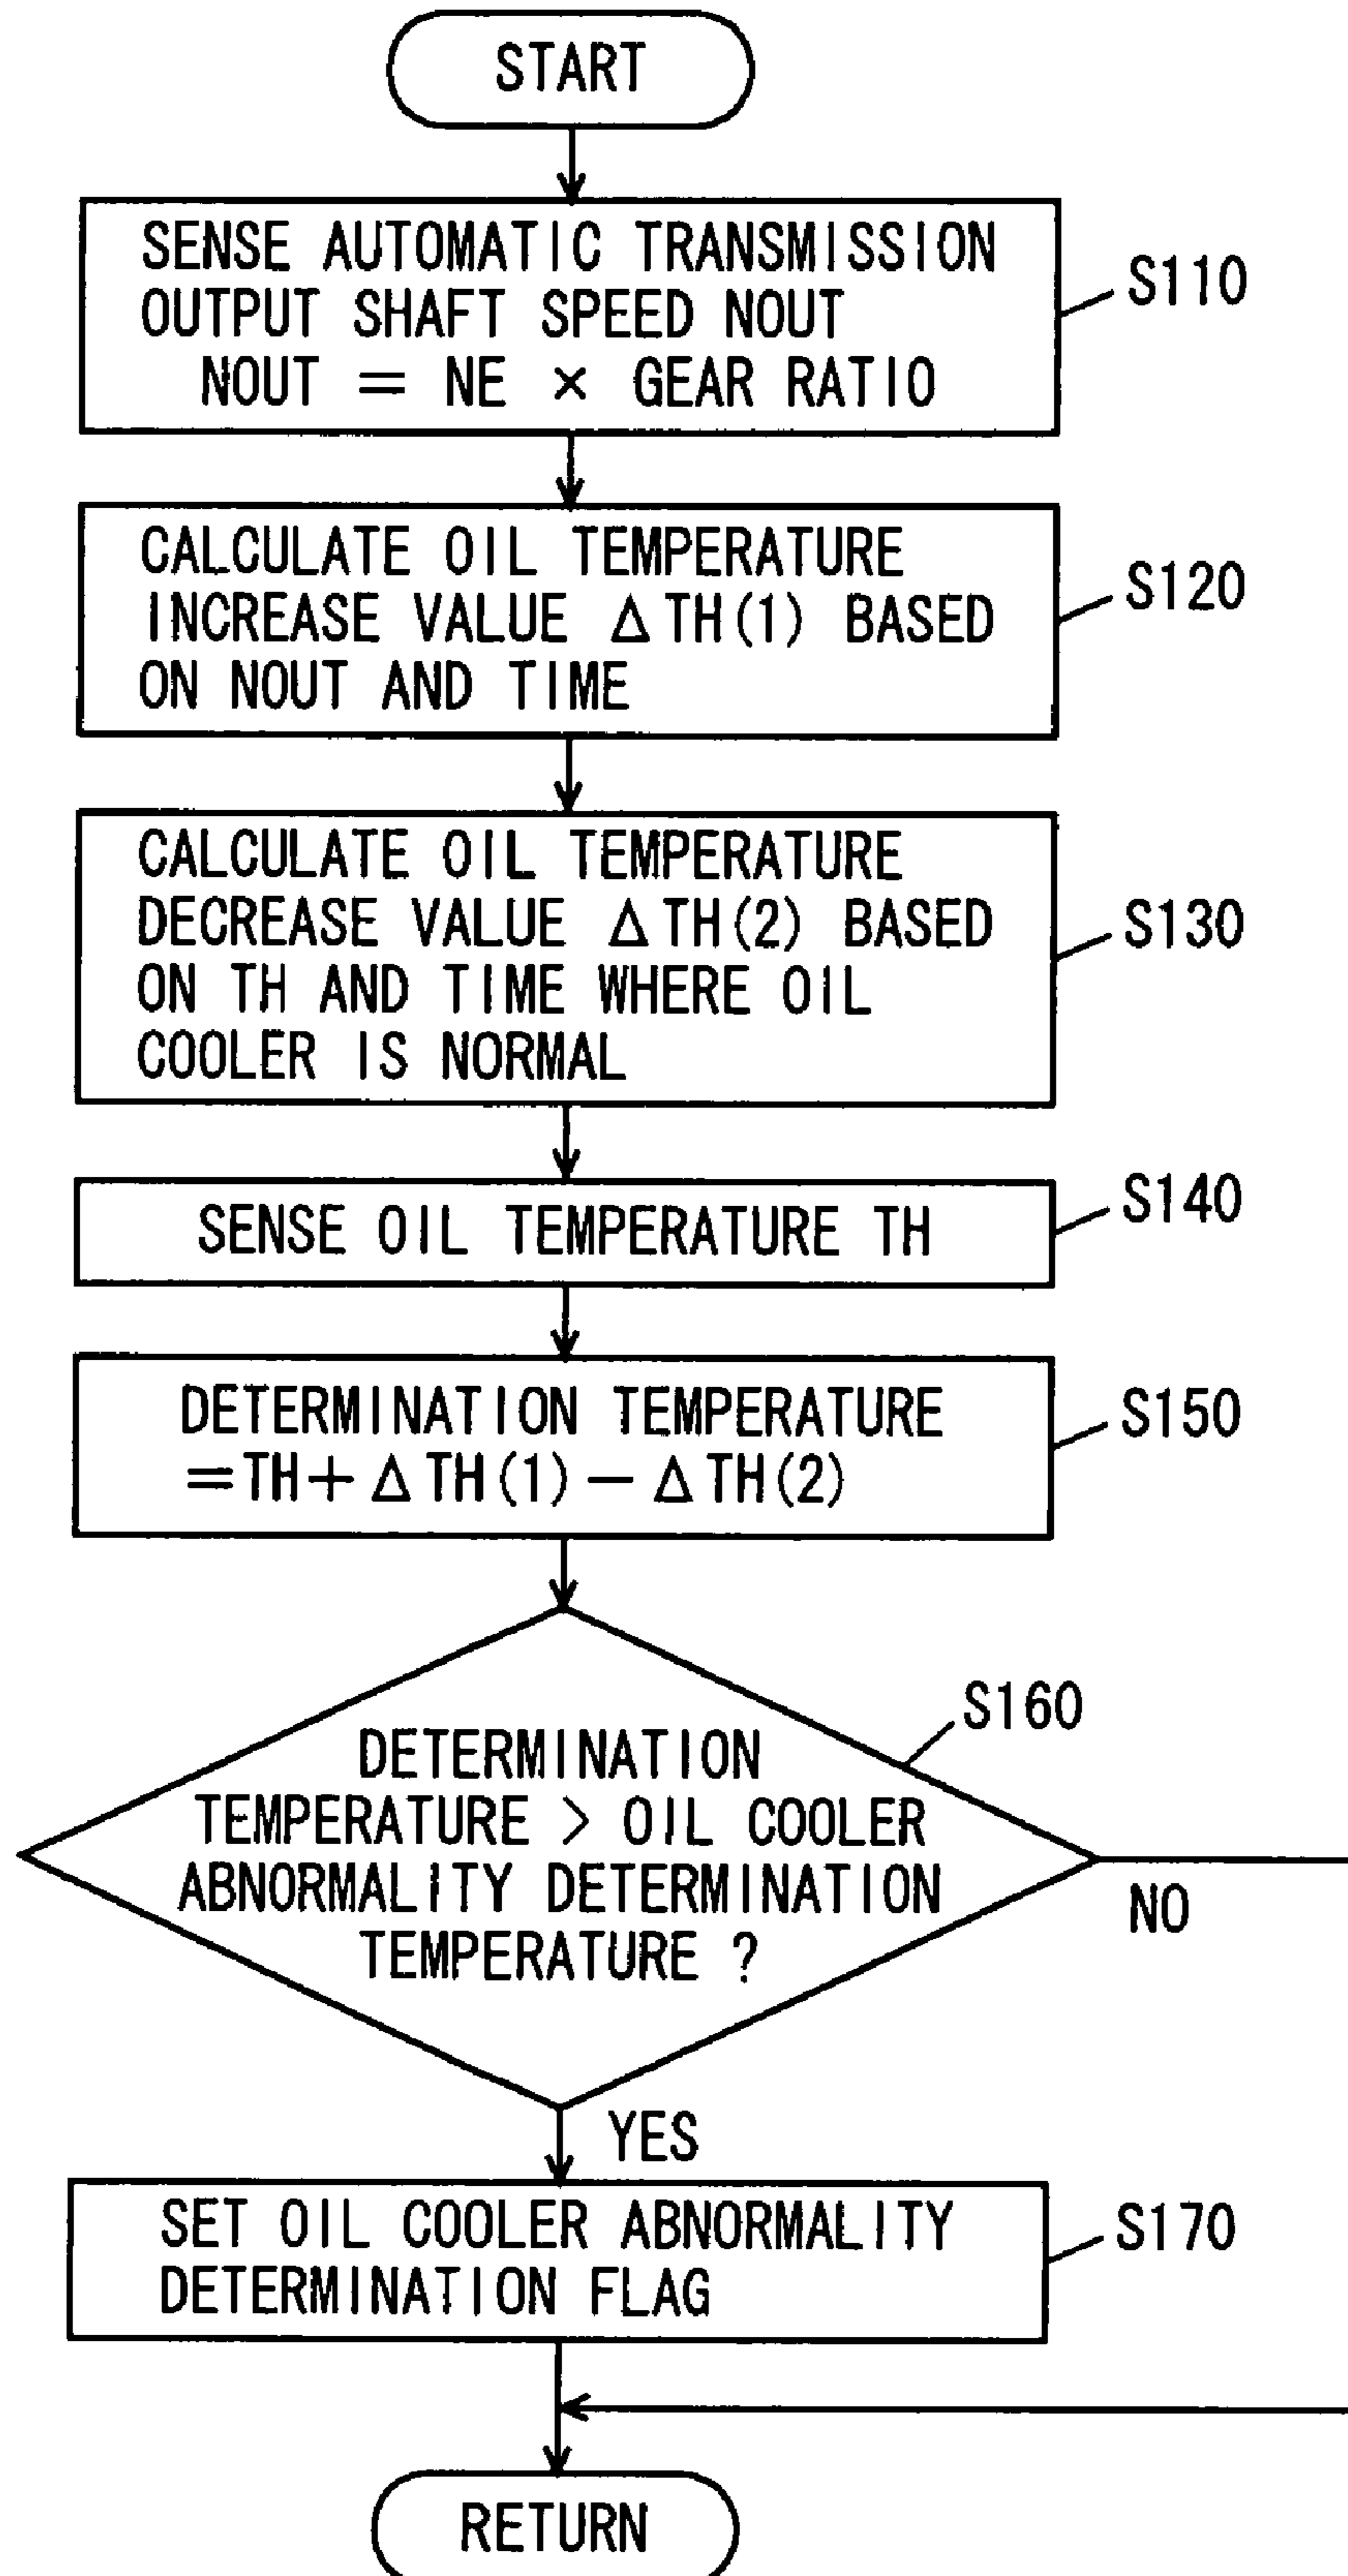 START
SENSE AUTOMATIC TRANSMISSION
OUTPUT SHAFT SPEED NOUT
NOUT = NE × GEAR RATIO
S110
CALCULATE OIL TEMPERATURE
INCREASE VALUE ΔTH(1) BASED
ON NOUT AND TIME
S120
CALCULATE OIL TEMPERATURE
DECREASE VALUE ΔTH(2) BASED
ON TH AND TIME WHERE OIL
COOLER IS NORMAL
S130
SENSE OIL TEMPERATURE TH
S140
DETERMINATION TEMPERATURE
=TH+ΔTH(1)-ΔTH(2)
S150
S160
DETERMINATION
TEMPERATURE > OIL COOLER
ABNORMALITY DETERMINATION
TEMPERATURE ?
NO
YES
SET OIL COOLER ABNORMALITY
DETERMINATION FLAG
S170
RETURN